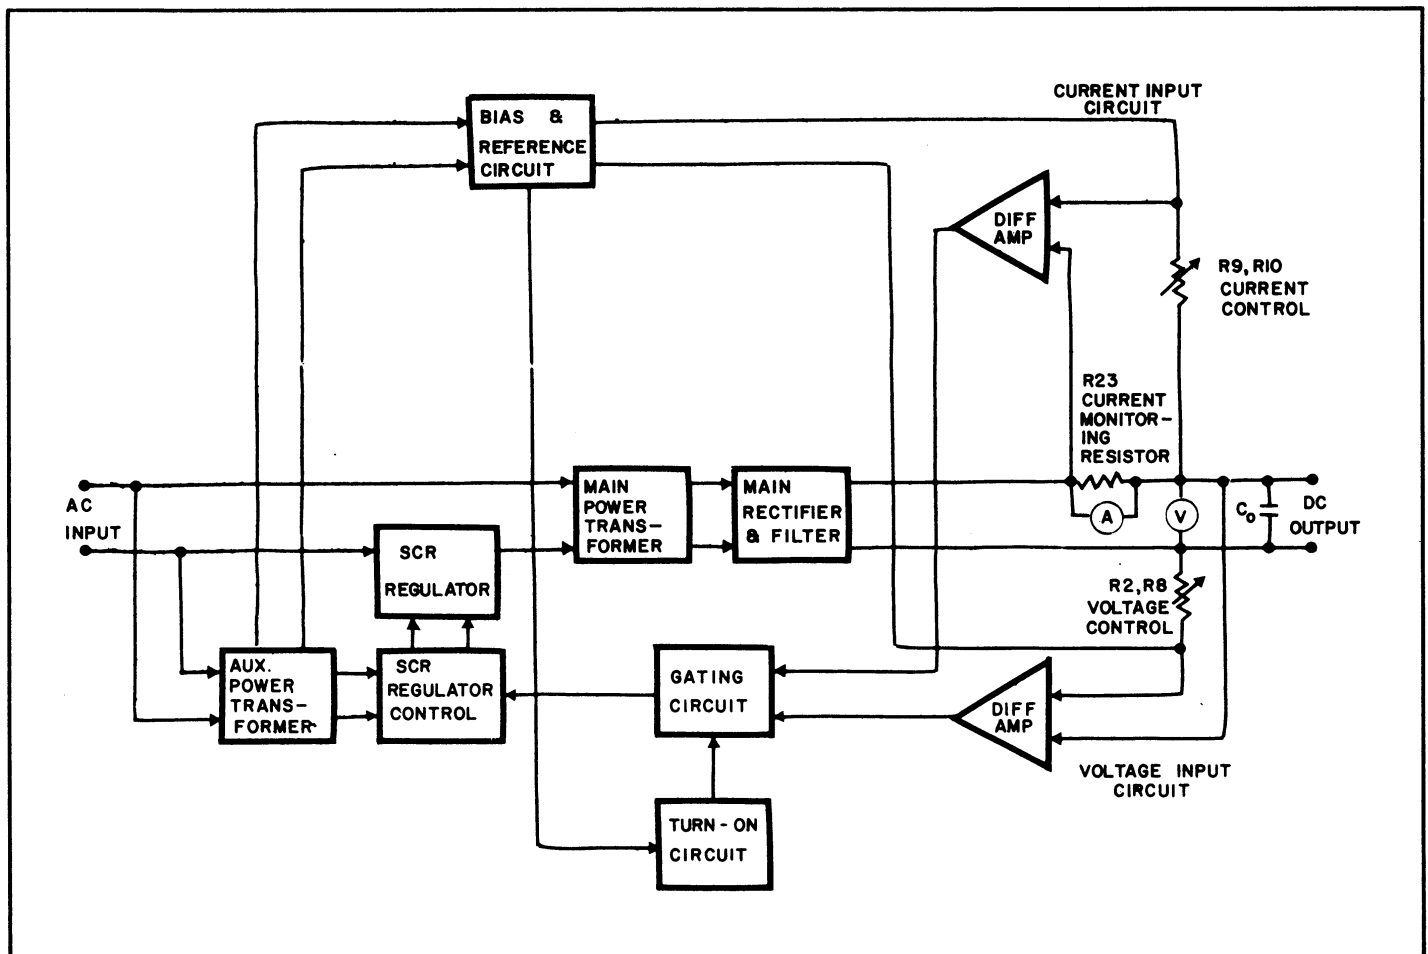 CURRENT INPUT
CIRCUIT
BIAS &
REFERENCE
CIRCUIT
DIFF
AMP
R9, R10
CURRENT
CONTROL
R23
CURRENT
MONITOR-
ING
RESISTOR
AC
INPUT
MAIN
POWER
TRANS-
FORMER
MAIN
RECTIFIER
& FILTER
A
V
Co
DC
OUTPUT
SCR
REGULATOR
R2, R8
VOLTAGE
CONTROL
AUX.
POWER
TRANS-
FORMER
SCR
REGULATOR
CONTROL
GATING
CIRCUIT
DIFF
AMP
VOLTAGE INPUT
CIRCUIT
TURN-ON
CIRCUIT